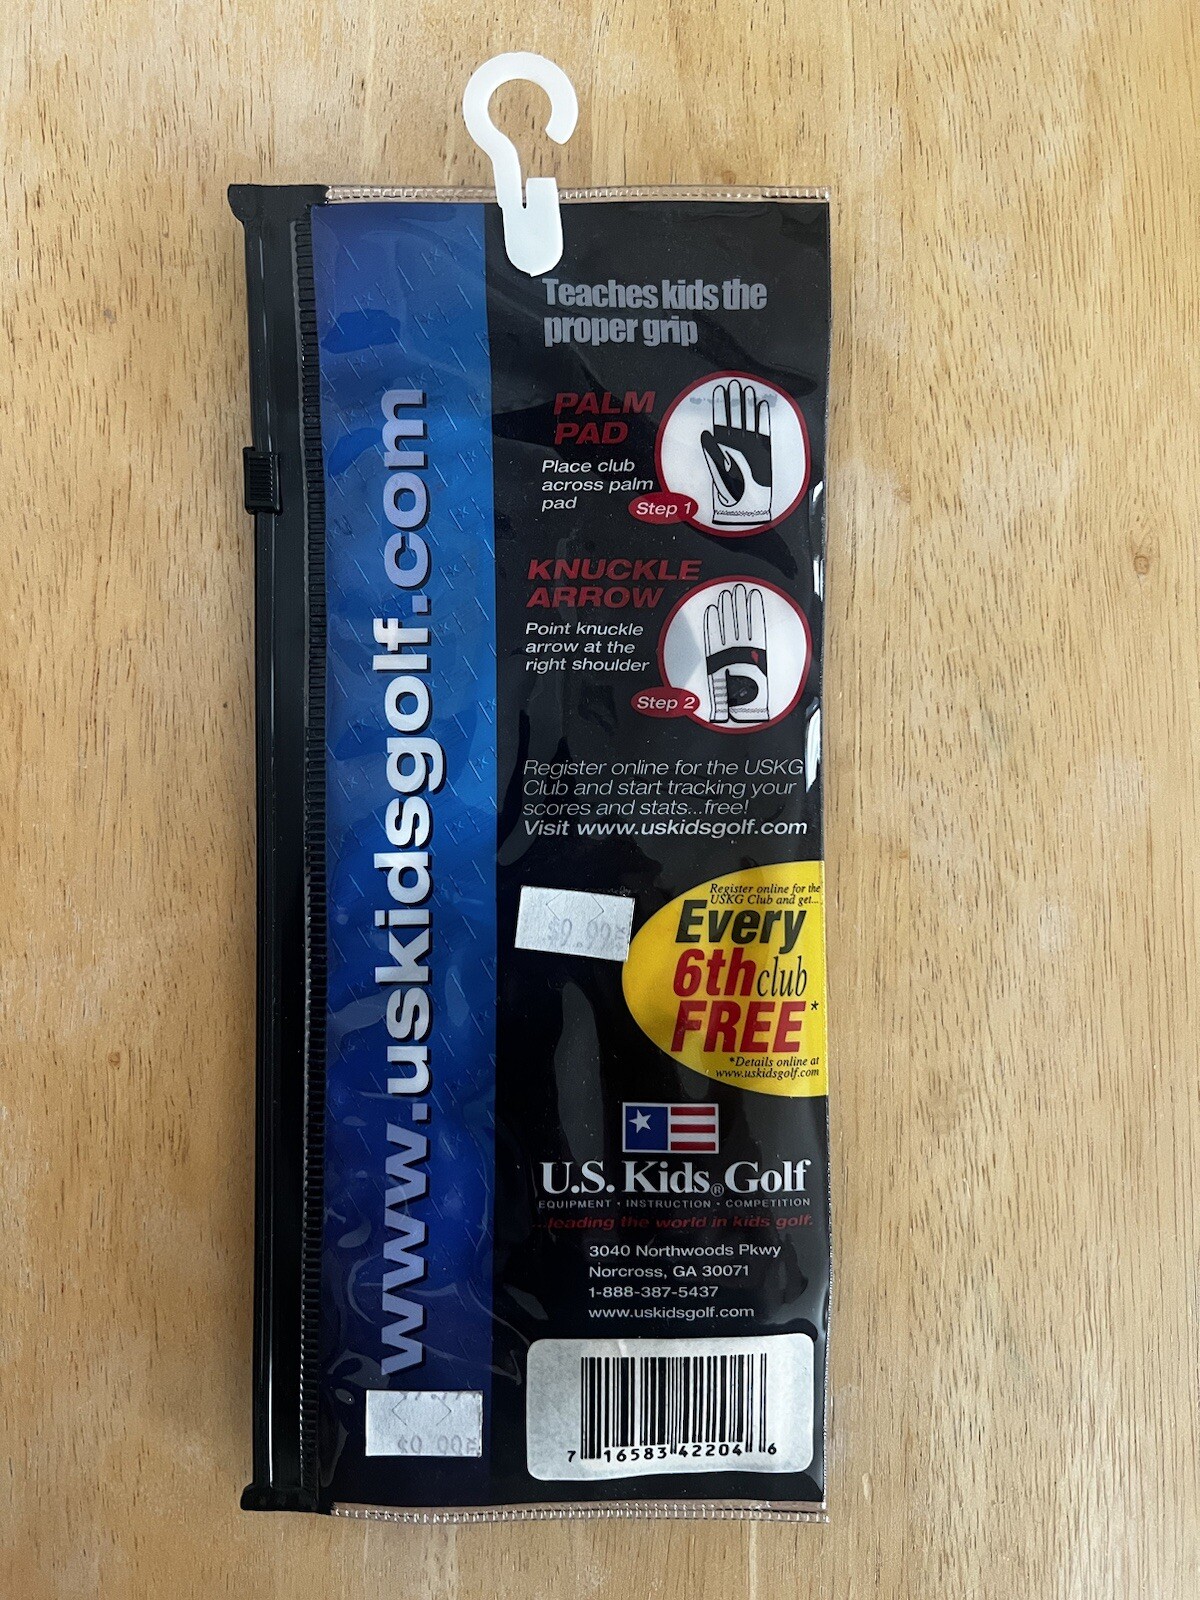 www.uskidsgolf.com
Teaches kids the
proper grip
PALM
PAD
Place club
across palm
pad
Step 1
KNUCKLE
ARROW
Point knuckle
arrow at the
right shoulder
Step 2
Register online for the USKG
Club and start tracking your
scores and stats...free!
Visit www.uskidsgolf.com
Register online for the
USKG Club and get...
Every
6th club
FREE*
*Details online at
www.uskidsgolf.com
U.S. Kids® Golf
EQUIPMENT · INSTRUCTION · COMPETITION
...leading the world in kids golf.
3040 Northwoods Pkwy
Norcross, GA 30071
1-888-387-5437
www.uskidsgolf.com
7 16583 42204 6